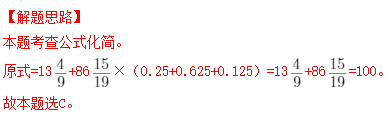 【解题思路】
本题考查公式化简。
原式=13 4/9+86 15/19×（0.25+0.625+0.125）=13 4/9+86 15/19=100。
故本题选C。